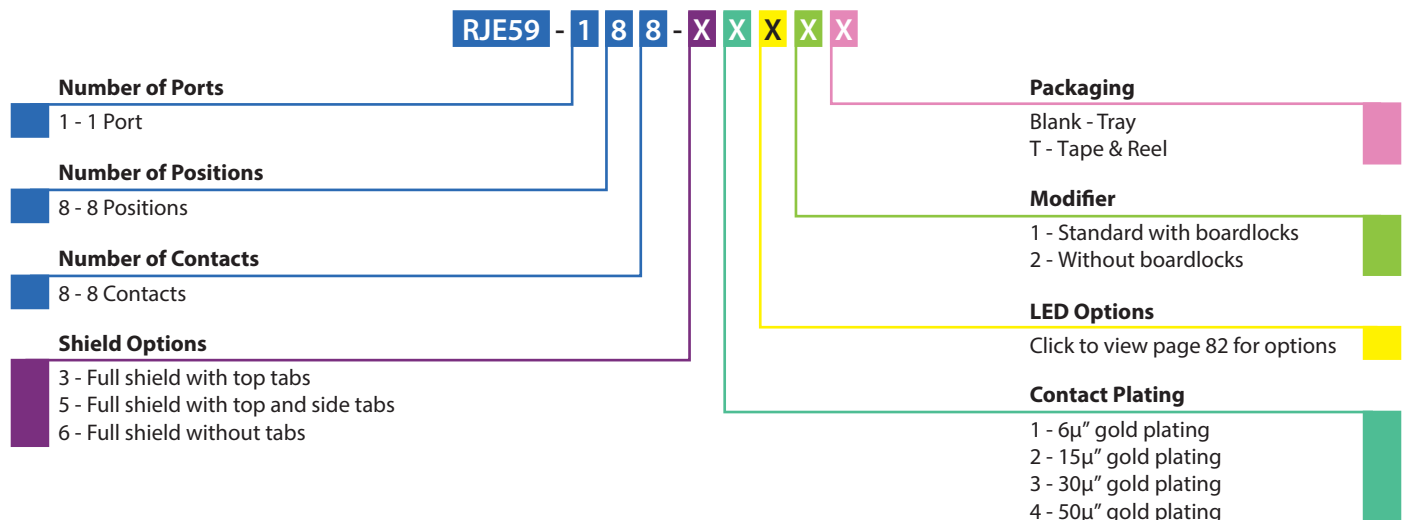 RJE59 - 1 8 8 - X X X X X
Number of Ports
1 - 1 Port
Number of Positions
8 - 8 Positions
Number of Contacts
8 - 8 Contacts
Shield Options
3 - Full shield with top tabs
5 - Full shield with top and side tabs
6 - Full shield without tabs
Packaging
Blank - Tray
T - Tape & Reel
Modifier
1 - Standard with boardlocks
2 - Without boardlocks
LED Options
Click to view page 82 for options
Contact Plating
1 - 6µ” gold plating
2 - 15µ” gold plating
3 - 30µ” gold plating
4 - 50µ” gold plating